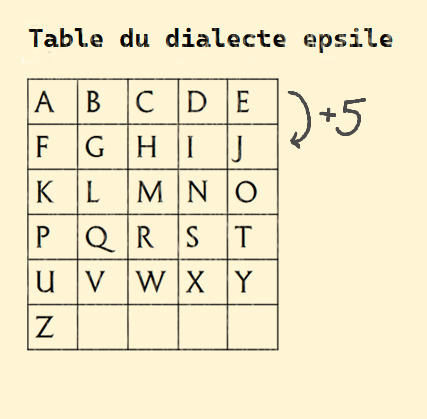 Table du dialecte epsile
A B C D E
+5
F G H I J
K L M N O
P Q R S T
U V W X Y
Z